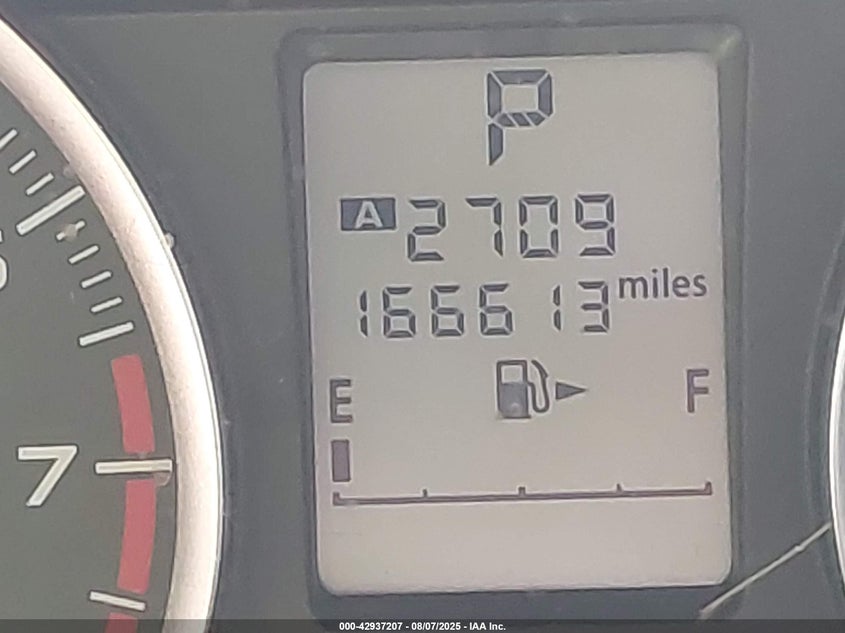 P
A 2709
166613 miles
E F
7
000-42937207 - 08/07/2025 - IAA Inc.